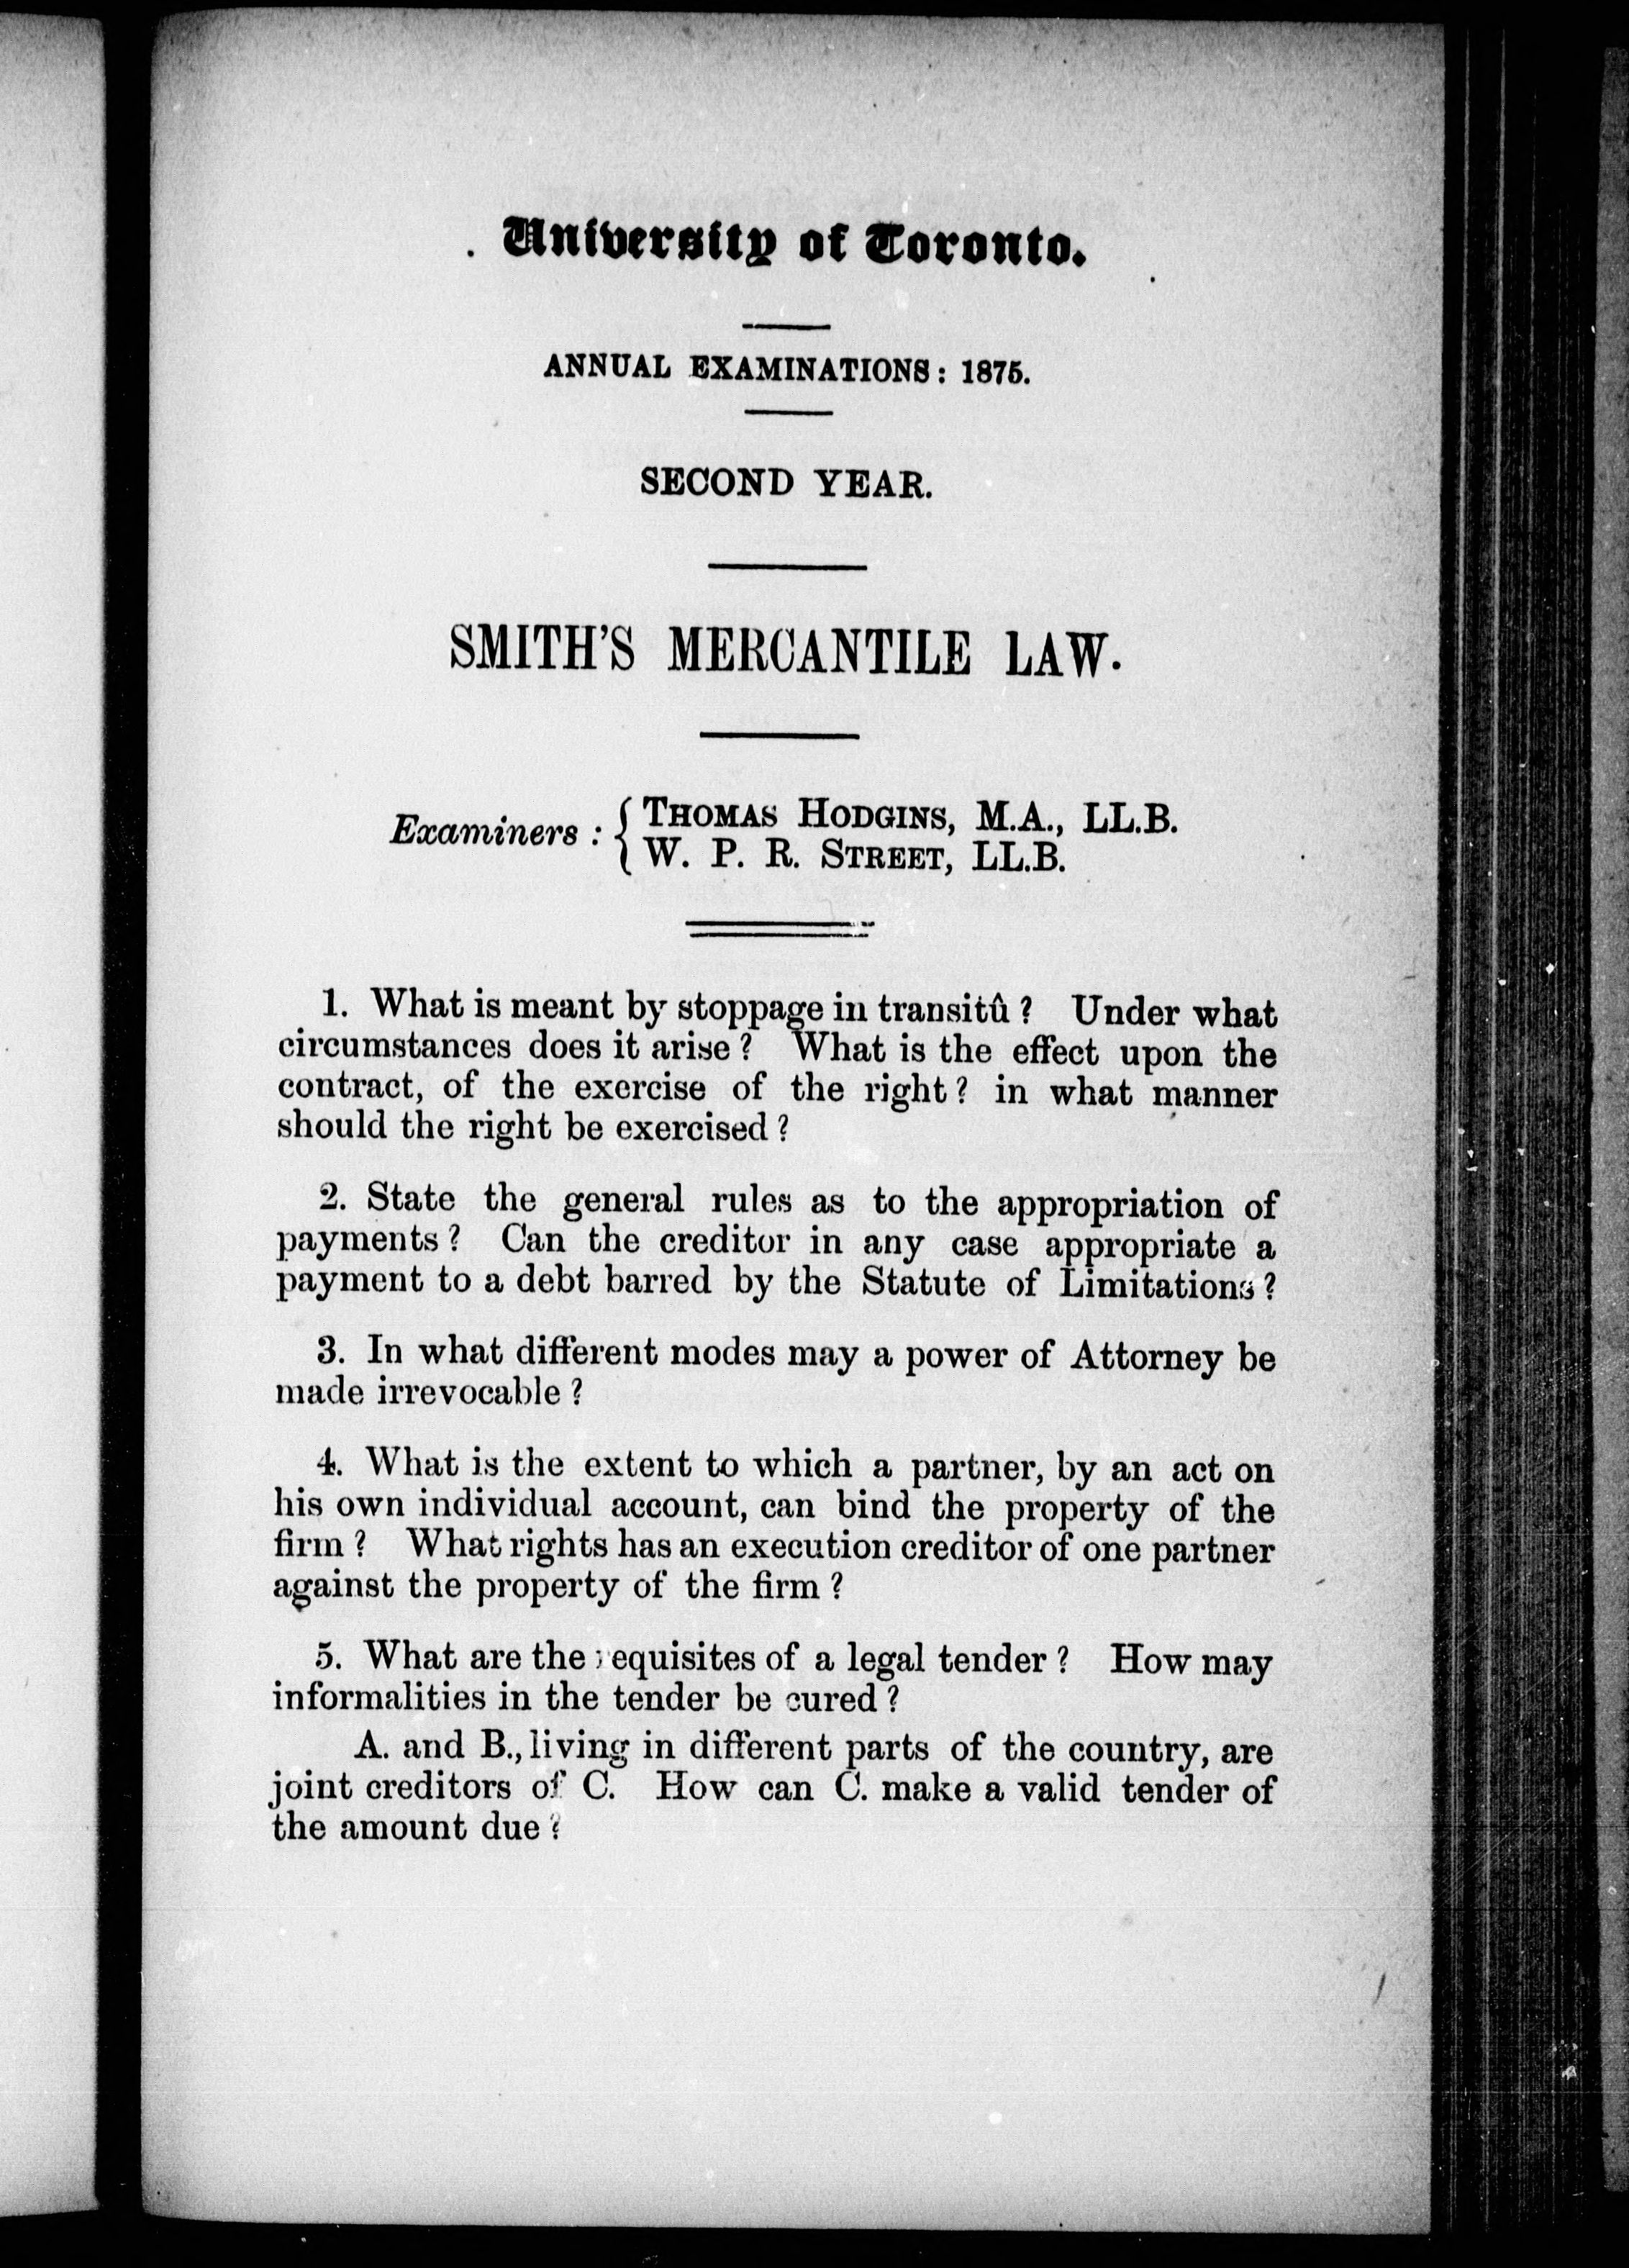 University of Toronto.
ANNUAL EXAMINATIONS: 1875.
SECOND YEAR.
SMITH'S MERCANTILE LAW.
Examiners: { THOMAS HODGINS, M.A., LL.B.
W. P. R. STREET, LL.B.
1. What is meant by stoppage in transitû? Under what
circumstances does it arise? What is the effect upon the
contract, of the exercise of the right? in what manner
should the right be exercised?
2. State the general rules as to the appropriation of
payments? Can the creditor in any case appropriate a
payment to a debt barred by the Statute of Limitations?
3. In what different modes may a power of Attorney be
made irrevocable?
4. What is the extent to which a partner, by an act on
his own individual account, can bind the property of the
firm? What rights has an execution creditor of one partner
against the property of the firm?
5. What are the requisites of a legal tender? How may
informalities in the tender be cured?
A. and B., living in different parts of the country, are
joint creditors of C. How can C. make a valid tender of
the amount due?